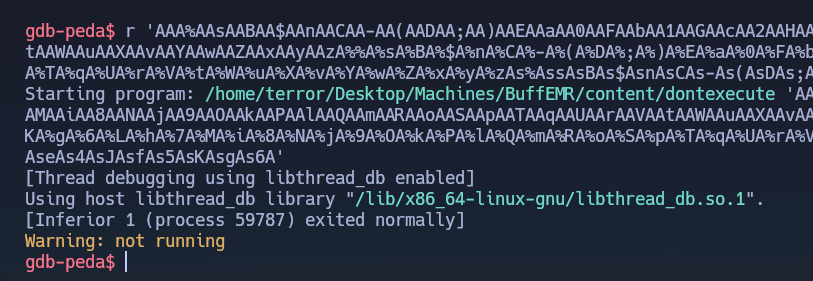 gdb-peda$ r 'AAA%AAsAABAA$AAnAACAA-AA(AADAA;AA)AAEAAaAA0AAFAAbAA1AAGAAcAA2AAHAA
tAAWAAuAAXAAvAAYAAwAAZAAxAAyAAzA%%A%sA%BA%$A%nA%CA%-A%(A%DA%;A%)A%EA%aA%0A%FA%b
A%TA%qA%UA%rA%VA%tA%WA%uA%XA%vA%YA%wA%ZA%xA%yA%zAs%AssAsBAs$AsnAsCAs-As(AsDAs;A
Starting program: /home/terror/Desktop/Machines/BuffEMR/content/dontexecute 'AA
AMAAiAA8AANAAjAA9AAOAAkAAPAAlAAQAAmAARAAoAASAApAATAAqAAUAArAAVAAtAAWAAuAAXAAvAA
KA%gA%6A%LA%hA%7A%MA%iA%8A%NA%jA%9A%OA%kA%PA%lA%QA%mA%RA%oA%SA%pA%TA%qA%UA%rA%V
AseAs4AsJAsfAs5AsKAsgAs6A'
[Thread debugging using libthread_db enabled]
Using host libthread_db library "/lib/x86_64-linux-gnu/libthread_db.so.1".
[Inferior 1 (process 59787) exited normally]
Warning: not running
gdb-peda$